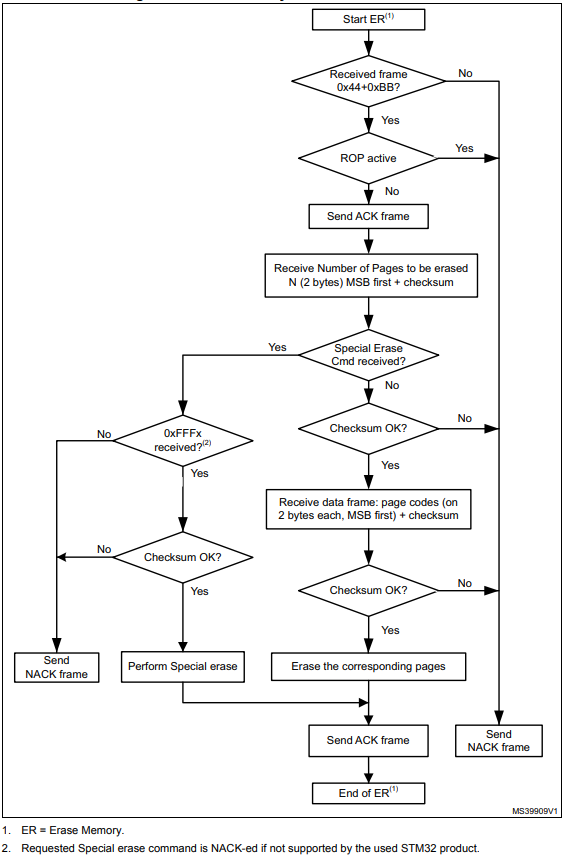 Start ER(1)
Received frame
0x44+0xBB?
No
Yes
ROP active
Yes
No
Send ACK frame
Receive Number of Pages to be erased
N (2 bytes) MSB first + checksum
Special Erase
Cmd received?
Yes
No
0xFFFx
received?(2)
No
Yes
Checksum OK?
No
Yes
Receive data frame: page codes (on
2 bytes each, MSB first) + checksum
Checksum OK?
No
Yes
Checksum OK?
No
Yes
Send
NACK frame
Perform Special erase
Erase the corresponding pages
Send ACK frame
Send
NACK frame
End of ER(1)
MS39909V1
1. ER = Erase Memory.
2. Requested Special erase command is NACK-ed if not supported by the used STM32 product.